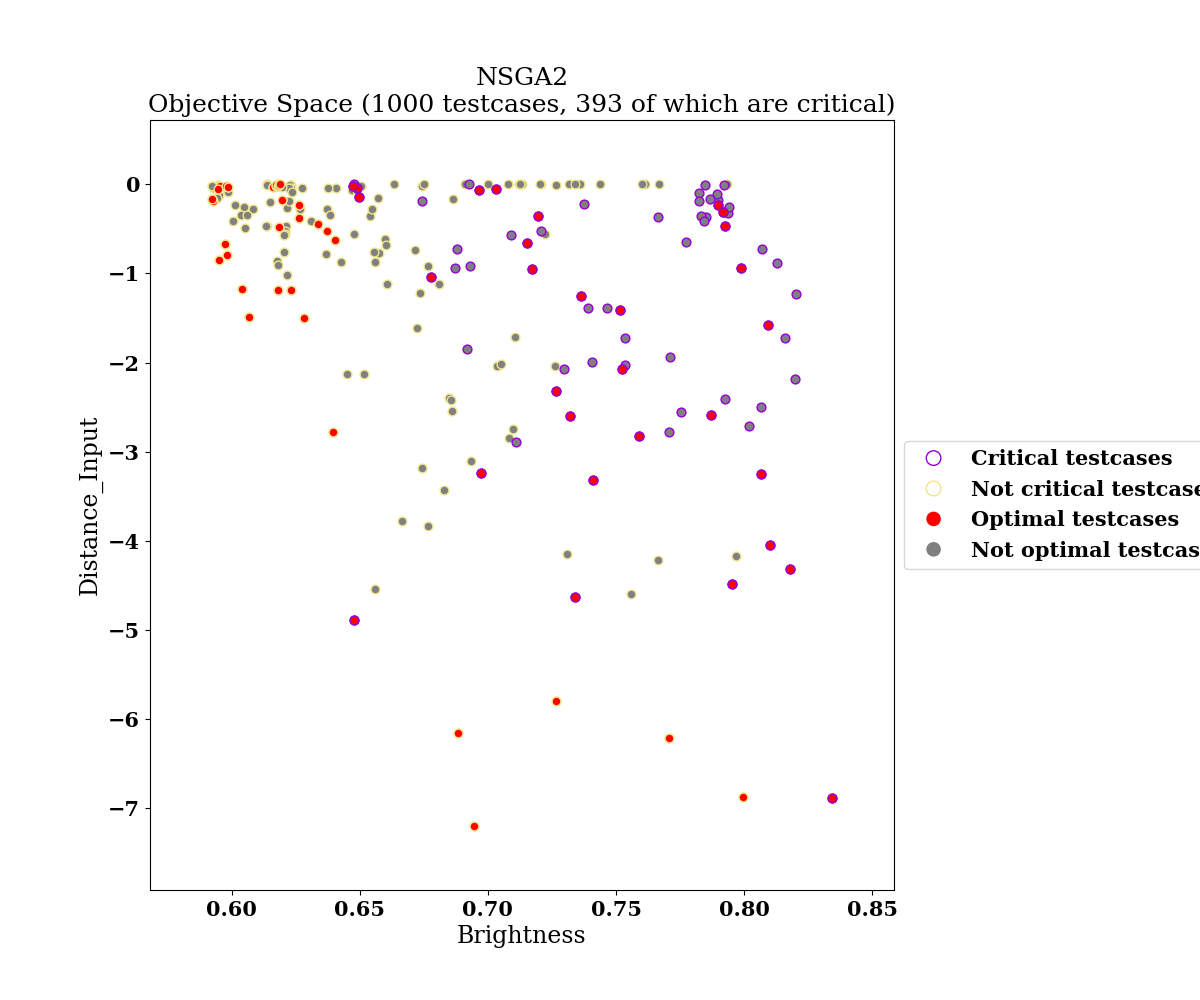 NSGA2
Objective Space (1000 testcases, 393 of which are critical)
0
−1
−2
−3
−4
−5
−6
−7
Distance_Input
0.60 0.65 0.70 0.75 0.80 0.85
Brightness
Critical testcases
Not critical testcase
Optimal testcases
Not optimal testcas